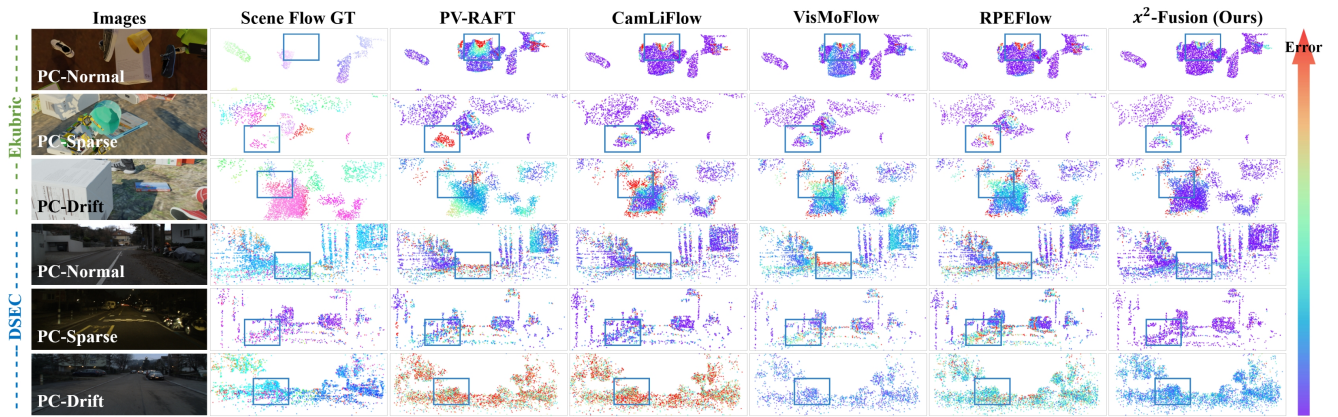 Images Scene Flow GT PV-RAFT CamLiFlow VisMoFlow RPEFlow x²-Fusion (Ours)
Error
Ekubric
PC-Normal
PC-Sparse
PC-Drift
DSEC
PC-Normal
PC-Sparse
PC-Drift